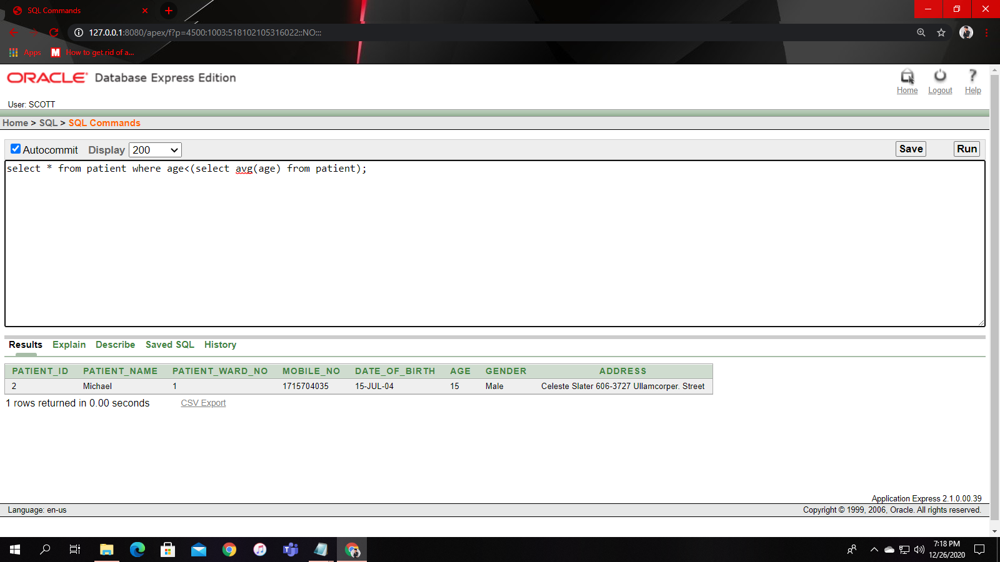 SQL Commands
127.0.0.1:8080/apex/f?p=4500:1003:518102105316022::NO:::
Apps M How to get rid of a...
ORACLE Database Express Edition
Home Logout Help
User: SCOTT
Home > SQL > SQL Commands
Autocommit Display 200 Save Run
select * from patient where age<(select avg(age) from patient);
Results Explain Describe Saved SQL History
PATIENT_ID PATIENT_NAME PATIENT_WARD_NO MOBILE_NO DATE_OF_BIRTH AGE GENDER ADDRESS
2 Michael 1 1715704035 15-JUL-04 15 Male Celeste Slater 606-3727 Ullamcorper. Street
1 rows returned in 0.00 seconds CSV Export
Application Express 2.1.0.00.39
Language: en-us Copyright © 1999, 2006, Oracle. All rights reserved.
7:18 PM
12/26/2020